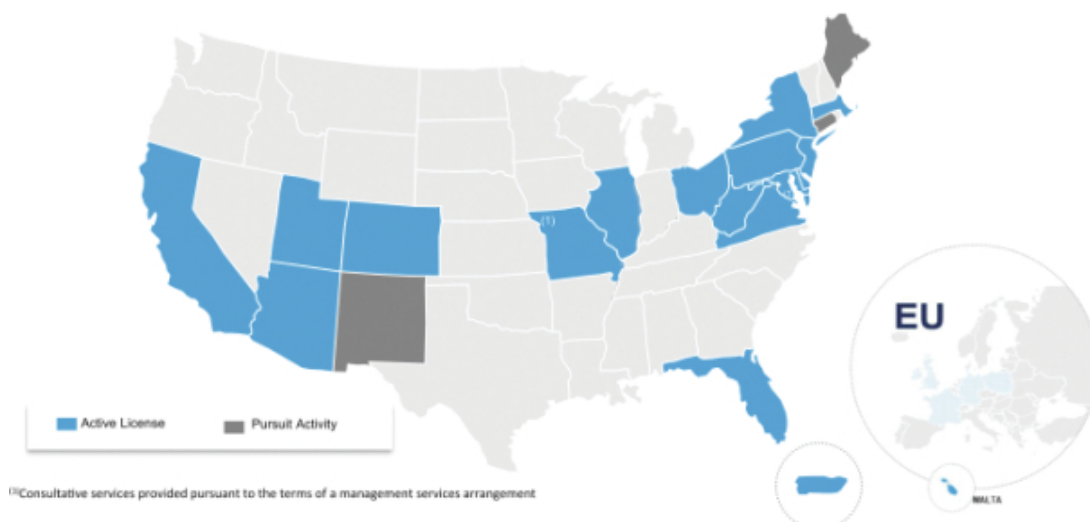 (1)
EU
Active License
Pursuit Activity
MALTA
(1)Consultative services provided pursuant to the terms of a management services arrangement